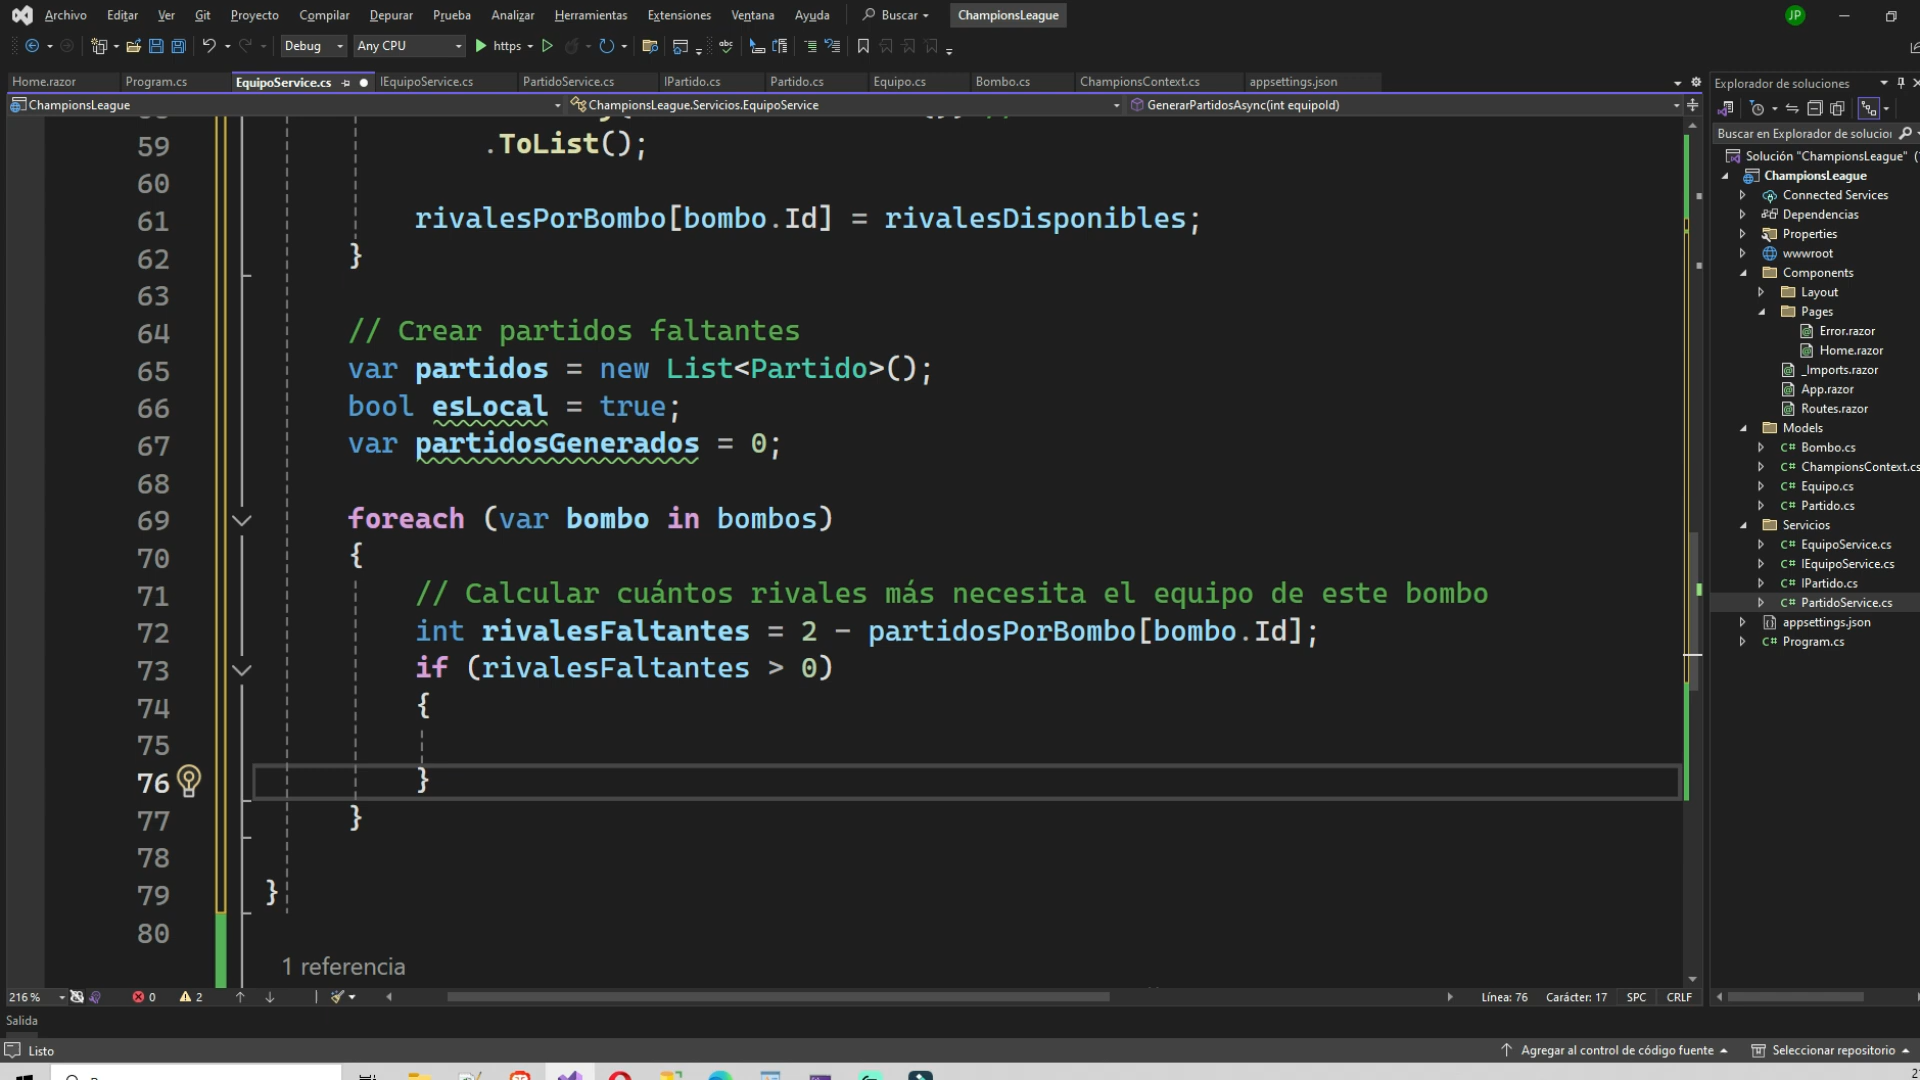 Archivo Editar Ver Git Proyecto Compilar Depurar Prueba Analizar Herramientas Extensiones Ventana Ayuda Buscar ChampionsLeague JP
Debug Any CPU https
Home.razor Program.cs EquipoService.cs IEquipoService.cs PartidoService.cs IPartido.cs Partido.cs Equipo.cs Bombo.cs ChampionsContext.cs appsettings.json
ChampionsLeague ChampionsLeague.Servicios.EquipoService GenerarPartidosAsync(int equipoId)
59 .ToList();
60
61 rivalesPorBombo[bombo.Id] = rivalesDisponibles;
62 }
63
64 // Crear partidos faltantes
65 var partidos = new List<Partido>();
66 bool esLocal = true;
67 var partidosGenerados = 0;
68
69 foreach (var bombo in bombos)
70 {
71 // Calcular cuántos rivales más necesita el equipo de este bombo
72 int rivalesFaltantes = 2 - partidosPorBombo[bombo.Id];
73 if (rivalesFaltantes > 0)
74 {
75
76 }
77 }
78
79 }
80
1 referencia
216 % 0 2 Línea: 76 Carácter: 17 SPC CRLF
Salida
Listo Agregar al control de código fuente Seleccionar repositorio
Explorador de soluciones
Buscar en Explorador de solucio
Solución "ChampionsLeague" (
ChampionsLeague
Connected Services
Dependencias
Properties
wwwroot
Components
Layout
Pages
Error.razor
Home.razor
_Imports.razor
App.razor
Routes.razor
Models
Bombo.cs
ChampionsContext.cs
Equipo.cs
Partido.cs
Servicios
EquipoService.cs
IEquipoService.cs
IPartido.cs
PartidoService.cs
appsettings.json
Program.cs